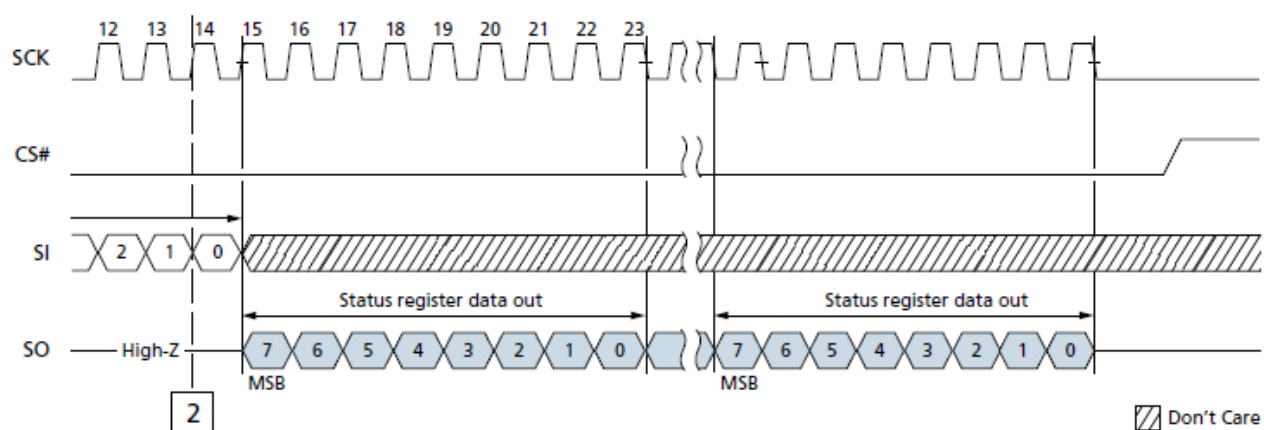 12 13 14 15 16 17 18 19 20 21 22 23
SCK
CS#
SI 2 1 0
Status register data out Status register data out
SO High-Z 7 6 5 4 3 2 1 0 7 6 5 4 3 2 1 0
MSB MSB
2
Don't Care